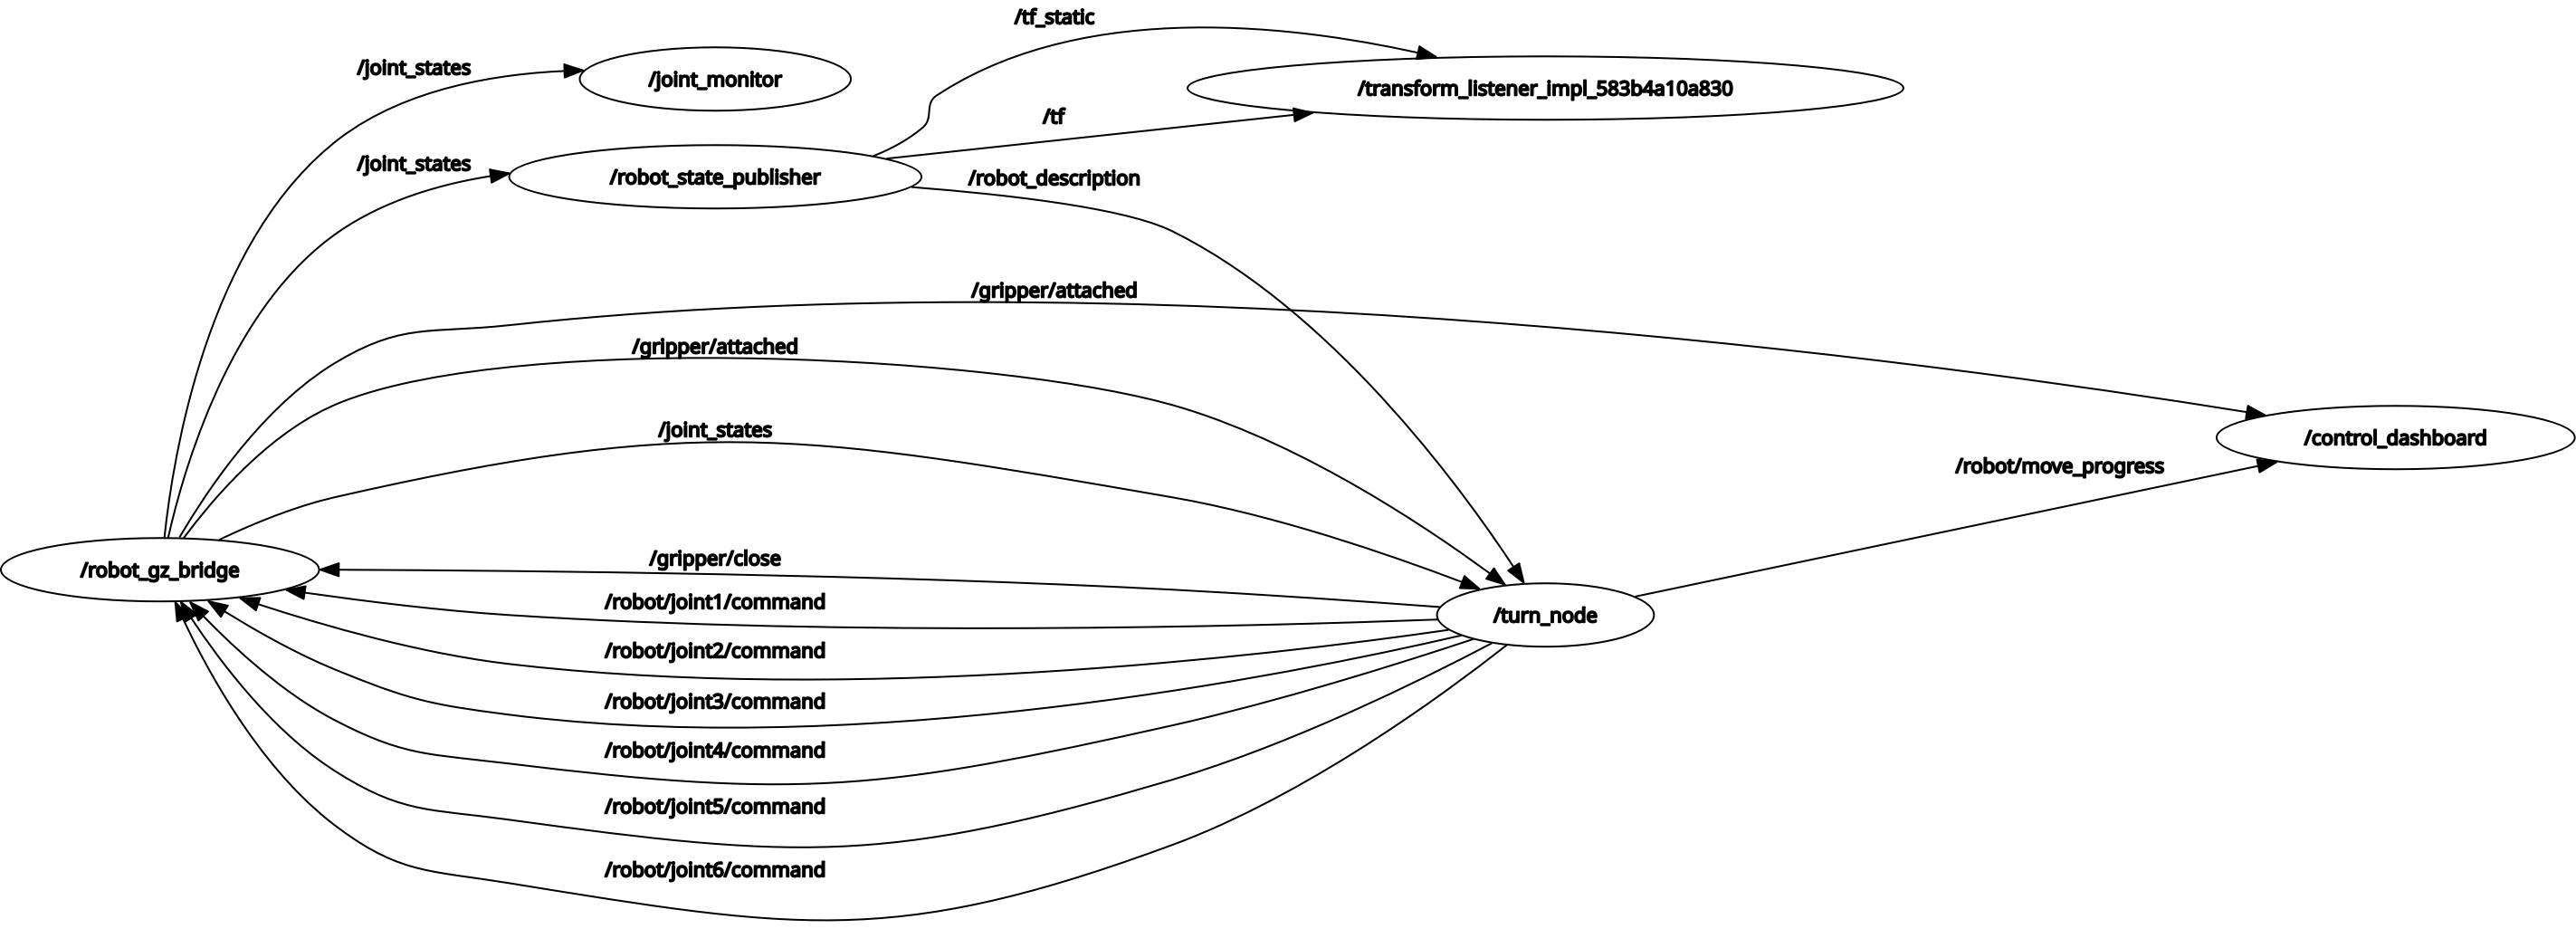 /tf_static
/joint_states
/joint_monitor
/transform_listener_impl_583b4a10a830
/tf
/joint_states
/robot_state_publisher
/robot_description
/gripper/attached
/gripper/attached
/joint_states
/control_dashboard
/robot/move_progress
/gripper/close
/robot_gz_bridge
/robot/joint1/command
/turn_node
/robot/joint2/command
/robot/joint3/command
/robot/joint4/command
/robot/joint5/command
/robot/joint6/command